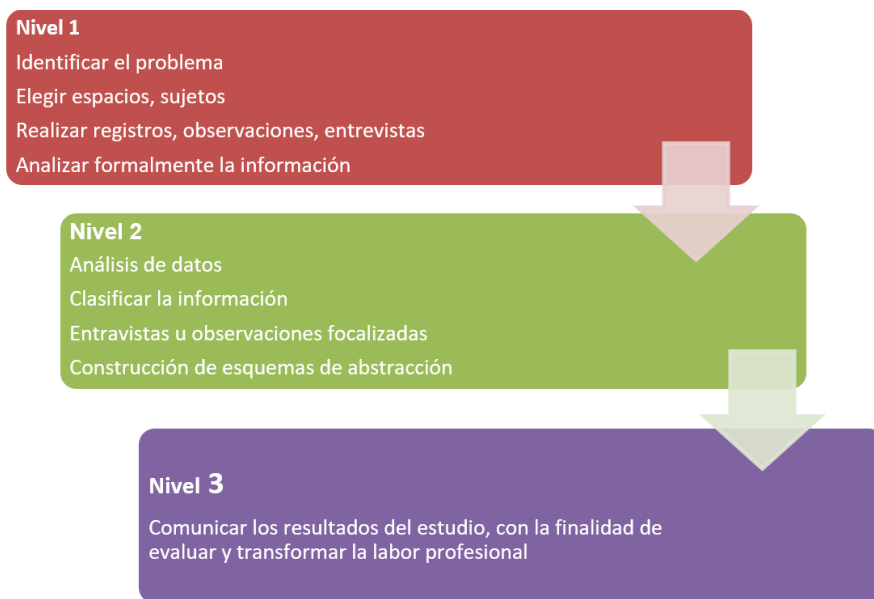 Nivel 1
Identificar el problema
Elegir espacios, sujetos
Realizar registros, observaciones, entrevistas
Analizar formalmente la información
Nivel 2
Análisis de datos
Clasificar la información
Entravistas u observaciones focalizadas
Construcción de esquemas de abstracción
Nivel 3
Comunicar los resultados del estudio, con la finalidad de
evaluar y transformar la labor profesional